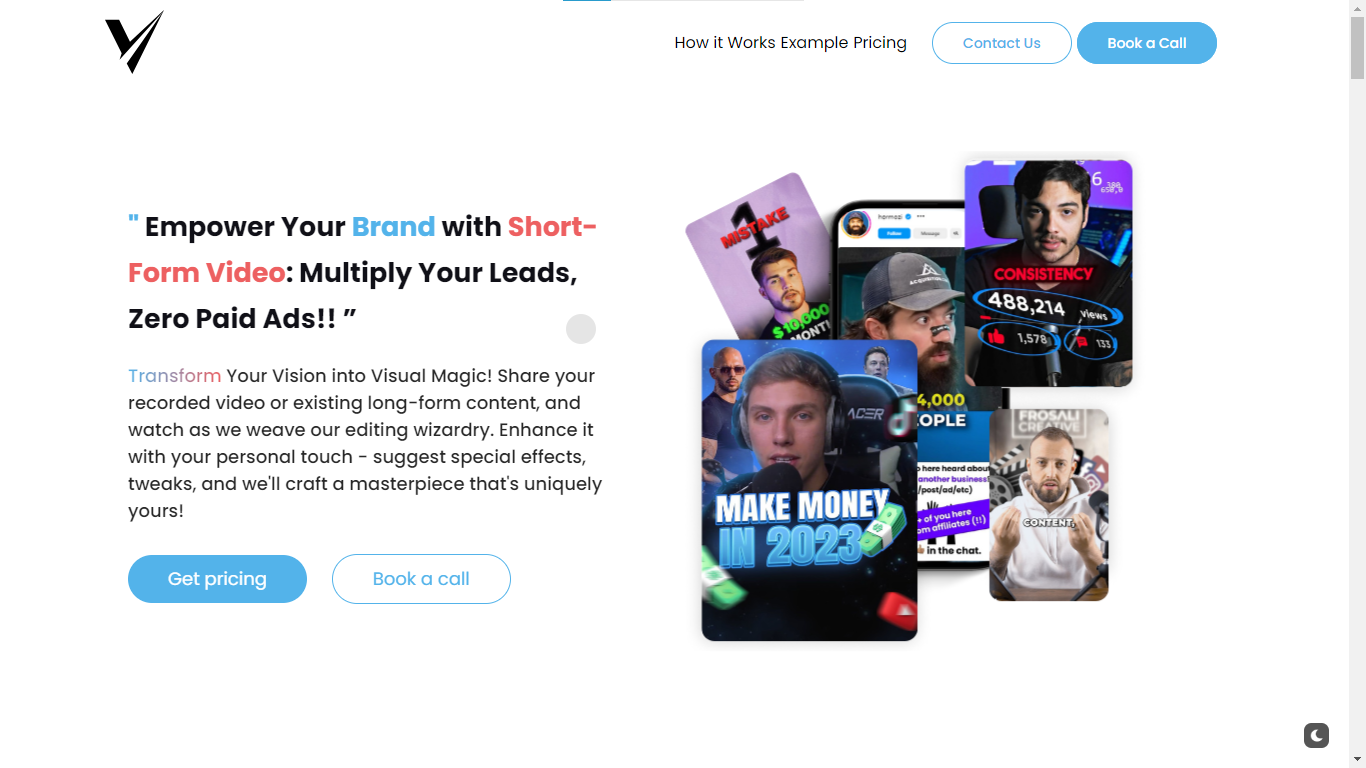 How it Works Example Pricing
Contact Us
Book a Call
" Empower Your Brand with Short-
Form Video: Multiply Your Leads,
Zero Paid Ads!! ”
Transform Your Vision into Visual Magic! Share your
recorded video or existing long-form content, and
watch as we weave our editing wizardry. Enhance it
with your personal touch - suggest special effects,
tweaks, and we'll craft a masterpiece that's uniquely
yours!
Get pricing
Book a call
1
MISTAKE
$10,000
MONTH
hormozi
Follow
Message
CONSISTENCY
488,214 views
1,578
133
ACER
MAKE MONEY
IN 2023
4,000
OPLE
o here heard about
another business
/post/ad/etc)
+ of you here
om affiliates (!!)
in the chat.
FROSALI
CREATIVE
CONTENT,